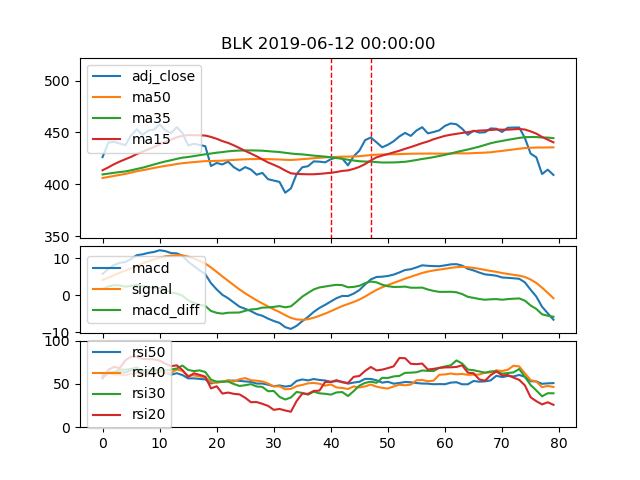 BLK 2019-06-12 00:00:00
500
450
400
350
adj_close
ma50
ma35
ma15
10
0
−10
macd
signal
macd_diff
100
50
0
rsi50
rsi40
rsi30
rsi20
0 10 20 30 40 50 60 70 80